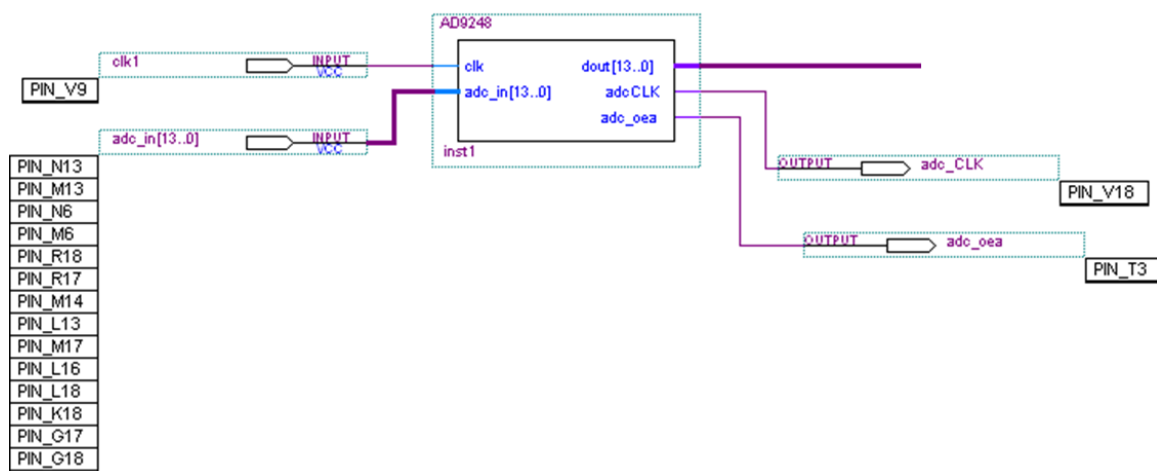 AD9248
clk1
INPUT
VCC
PIN_V9
clk
dout[13..0]
adc_in[13..0]
adcCLK
adc_oea
inst1
adc_in[13..0]
INPUT
VCC
PIN_N13
PIN_M13
PIN_N6
PIN_M6
PIN_R18
PIN_R17
PIN_M14
PIN_L13
PIN_M17
PIN_L16
PIN_L18
PIN_K18
PIN_G17
PIN_G18
OUTPUT
adc_CLK
PIN_V18
OUTPUT
adc_oea
PIN_T3